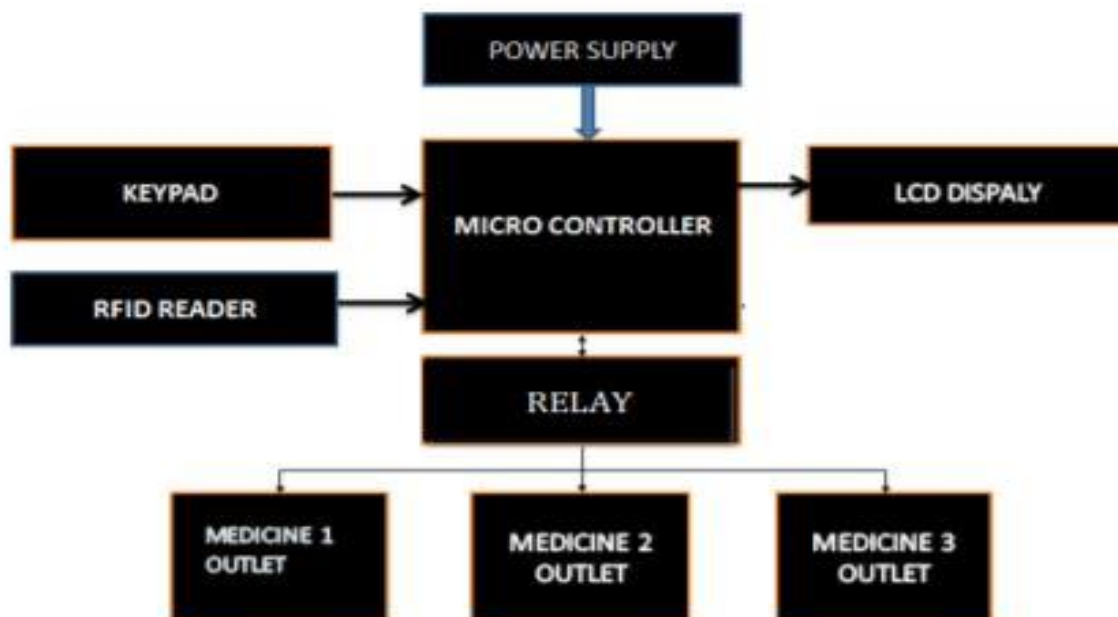 POWER SUPPLY
KEYPAD
MICRO CONTROLLER
LCD DISPALY
RFID READER
RELAY
MEDICINE 1
OUTLET
MEDICINE 2
OUTLET
MEDICINE 3
OUTLET